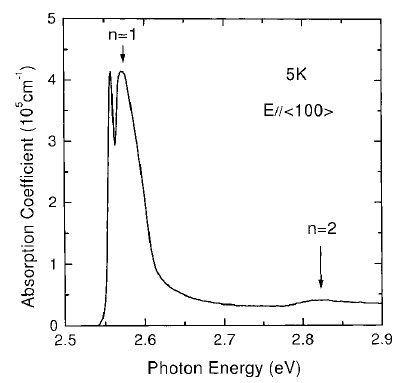 5
4
3
2
1
0
Absorption Coefficient (10⁵cm⁻¹)
n=1
5K
E//<100>
n=2
2.5 2.6 2.7 2.8 2.9
Photon Energy (eV)